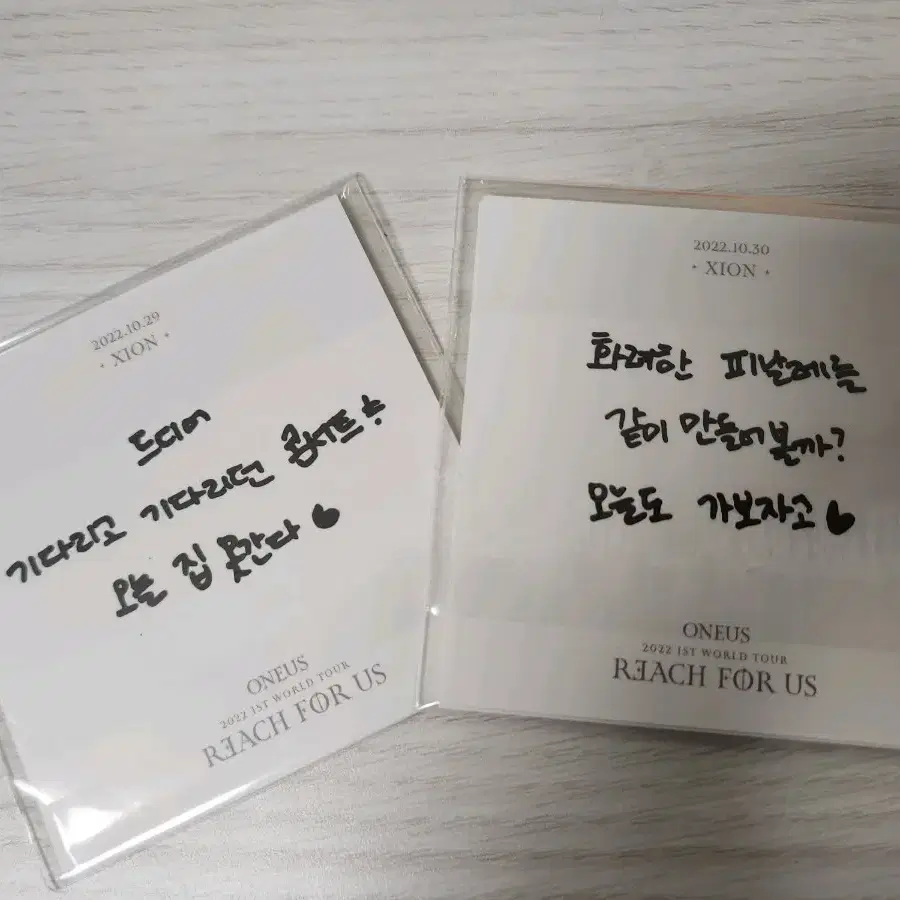 2022.10.29
· XION ·
드디어
기다리고 기다리던 콘서트☆
오늘 집 못간다♥
ONEUS
2022 1ST WORLD TOUR
REACH FOR US
2022.10.30
· XION ·
화려한 피날레를
같이 만들어볼까?
오늘도 가보자고♥
ONEUS
2022 1ST WORLD TOUR
REACH FOR US